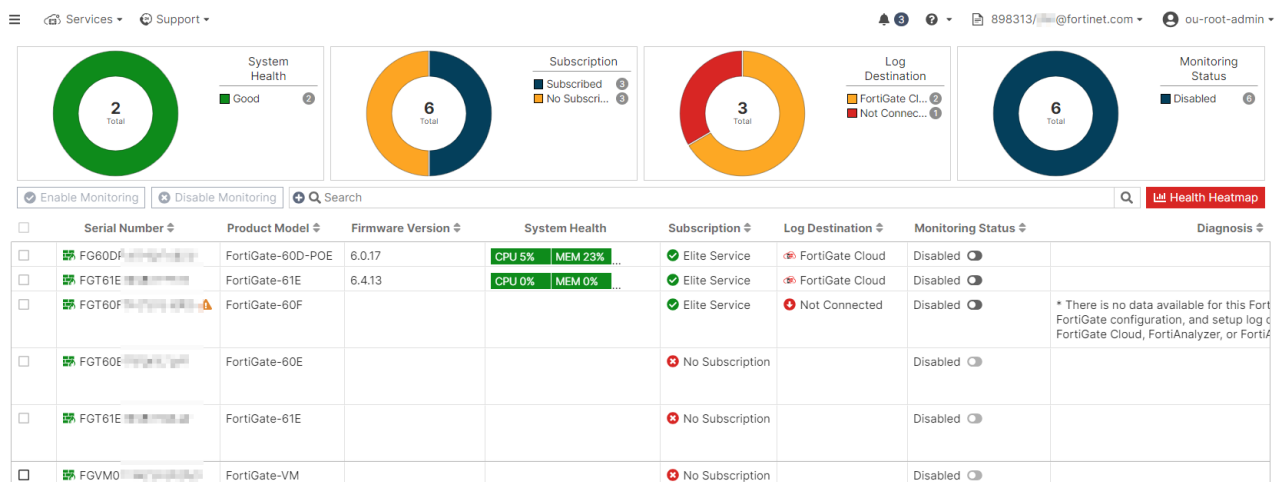 Services Support 3 898313/ @fortinet.com ou-root-admin
System Health
2 Total
Good 2
Subscription
6 Total
Subscribed 3
No Subscri... 3
Log Destination
3 Total
FortiGate Cl... 2
Not Connec... 1
Monitoring Status
6 Total
Disabled 6
Enable Monitoring Disable Monitoring Search Health Heatmap
Serial Number Product Model Firmware Version System Health Subscription Log Destination Monitoring Status Diagnosis
FG60DP FortiGate-60D-POE 6.0.17 CPU 5% MEM 23% ... Elite Service FortiGate Cloud Disabled
FGT61E FortiGate-61E 6.4.13 CPU 0% MEM 0% ... Elite Service FortiGate Cloud Disabled
FGT60F FortiGate-60F Elite Service Not Connected Disabled * There is no data available for this Fort
FortiGate configuration, and setup log
FortiGate Cloud, FortiAnalyzer, or FortiA
FGT60E FortiGate-60E No Subscription Disabled
FGT61E FortiGate-61E No Subscription Disabled
FGVM0 FortiGate-VM No Subscription Disabled